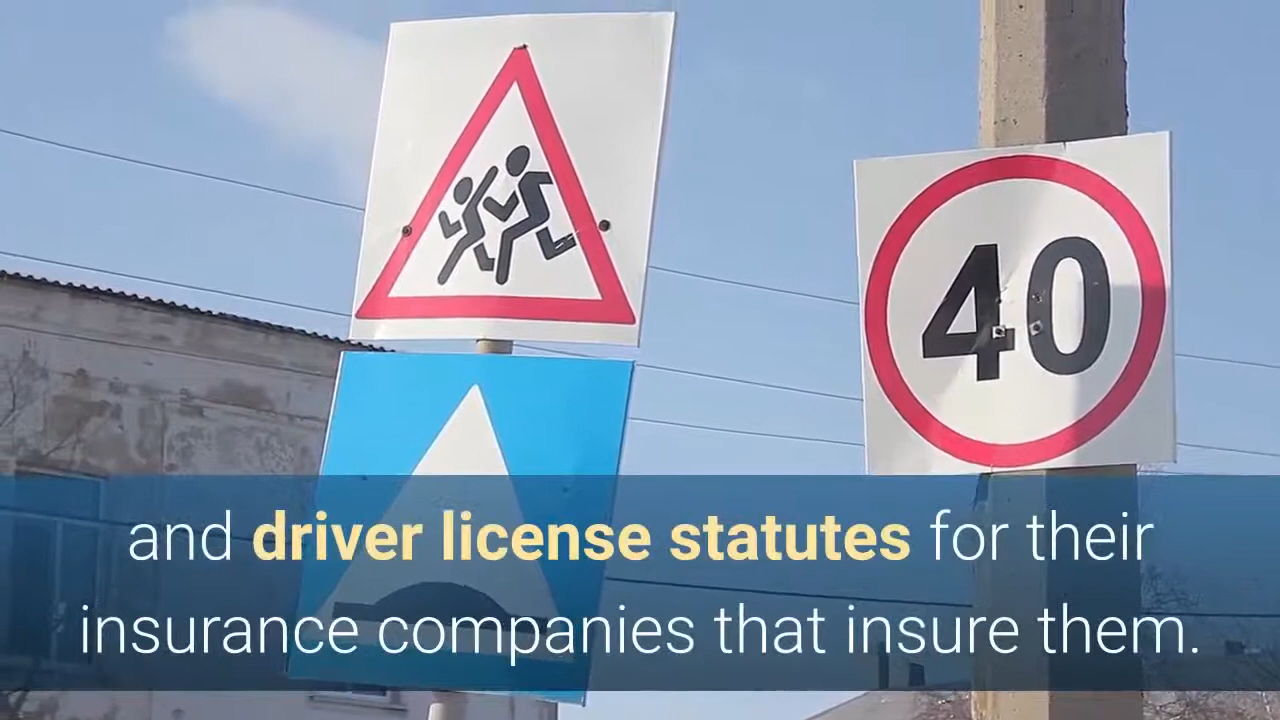 40
and driver license statutes for their
insurance companies that insure them.